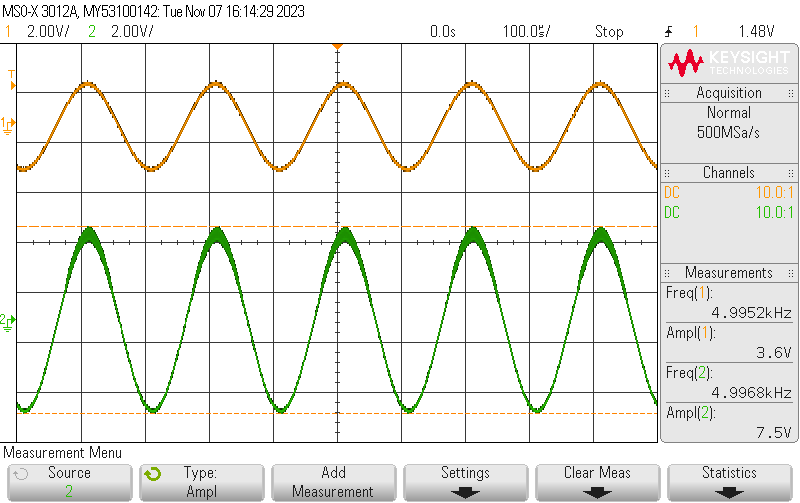 MSO-X 3012A, MY53100142: Tue Nov 07 16:14:29 2023
1 2.00V/ 2 2.00V/ 0.0s 100.0us/ Stop 1 1.48V
KEYSIGHT
TECHNOLOGIES
Acquisition
Normal
500MSa/s
Channels
DC 10.0:1
DC 10.0:1
Measurements
Freq(1):
4.9952kHz
Ampl(1):
3.6V
Freq(2):
4.9968kHz
Ampl(2):
7.5V
T
1
2
Measurement Menu
Source
2
Type:
Ampl
Add
Measurement
Settings
Clear Meas
Statistics